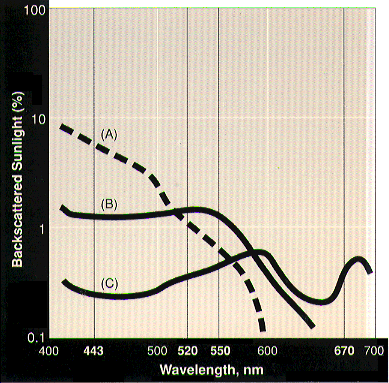 100
10
1
0.1
Backscattered Sunlight (%)
(A)
(B)
(C)
400 443 500 520 550 600 670 700
Wavelength, nm